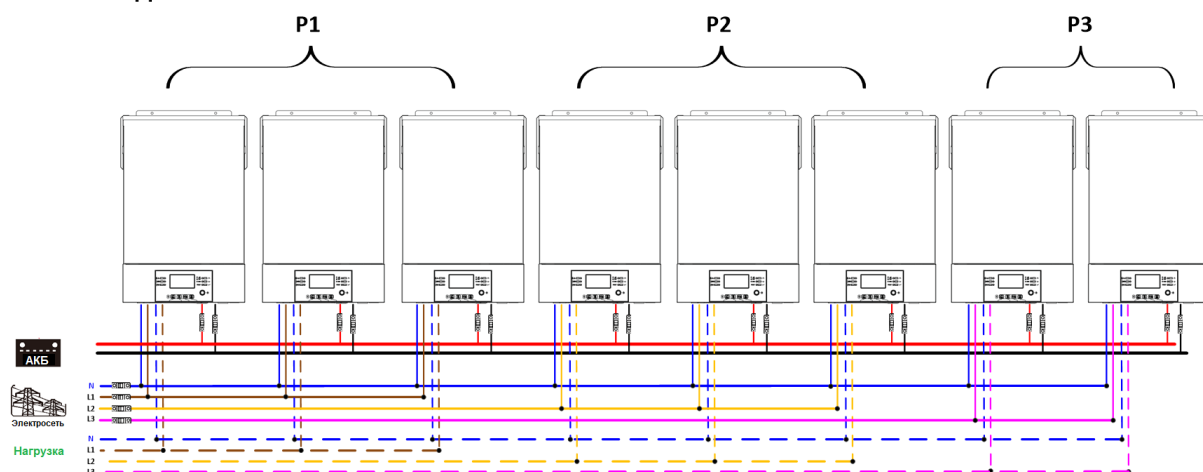 P1 P2 P3
АКБ
N
L1
L2
L3
Электросеть
N
L1
L2
Нагрузка